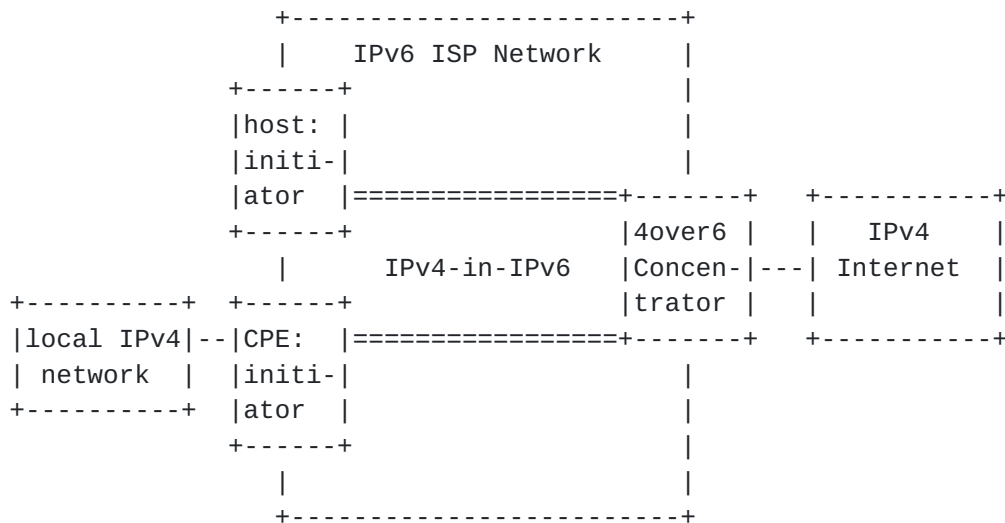 IPv6 ISP Network
host:
initi-
ator
4over6
IPv4
IPv4-in-IPv6
Concen-
Internet
trator
local IPv4
CPE:
network
initi-
ator